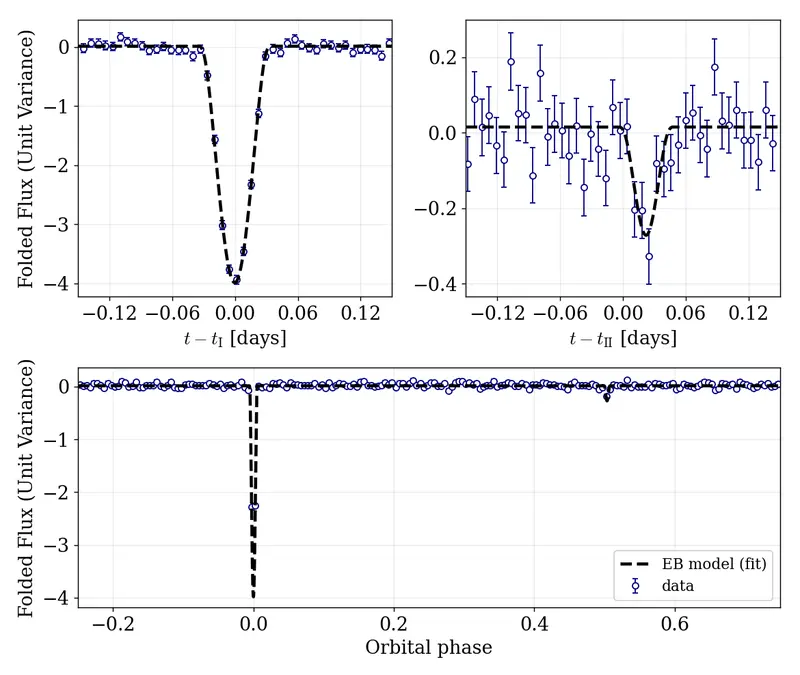 Folded Flux (Unit Variance)
0
−1
−2
−3
−4
−0.12 −0.06 0.00 0.06 0.12
t − tI [days]
0.2
0.0
−0.2
−0.4
−0.12 −0.06 0.00 0.06 0.12
t − tII [days]
Folded Flux (Unit Variance)
0
−1
−2
−3
−4
EB model (fit)
data
−0.2 0.0 0.2 0.4 0.6
Orbital phase